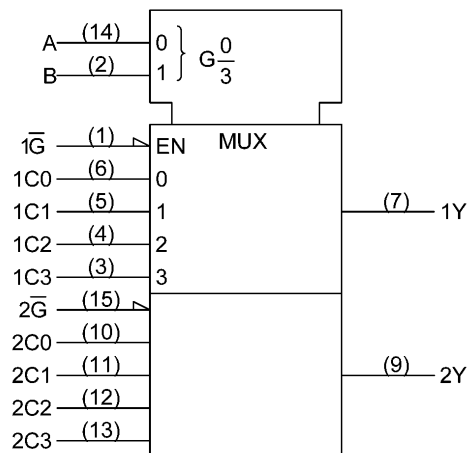 A (14) 0
B (2) 1
G 0/3
MUX
1G̅ (1) EN
1C0 (6) 0
1C1 (5) 1 (7) 1Y
1C2 (4) 2
1C3 (3) 3
2G̅ (15)
2C0 (10)
2C1 (11) (9) 2Y
2C2 (12)
2C3 (13)